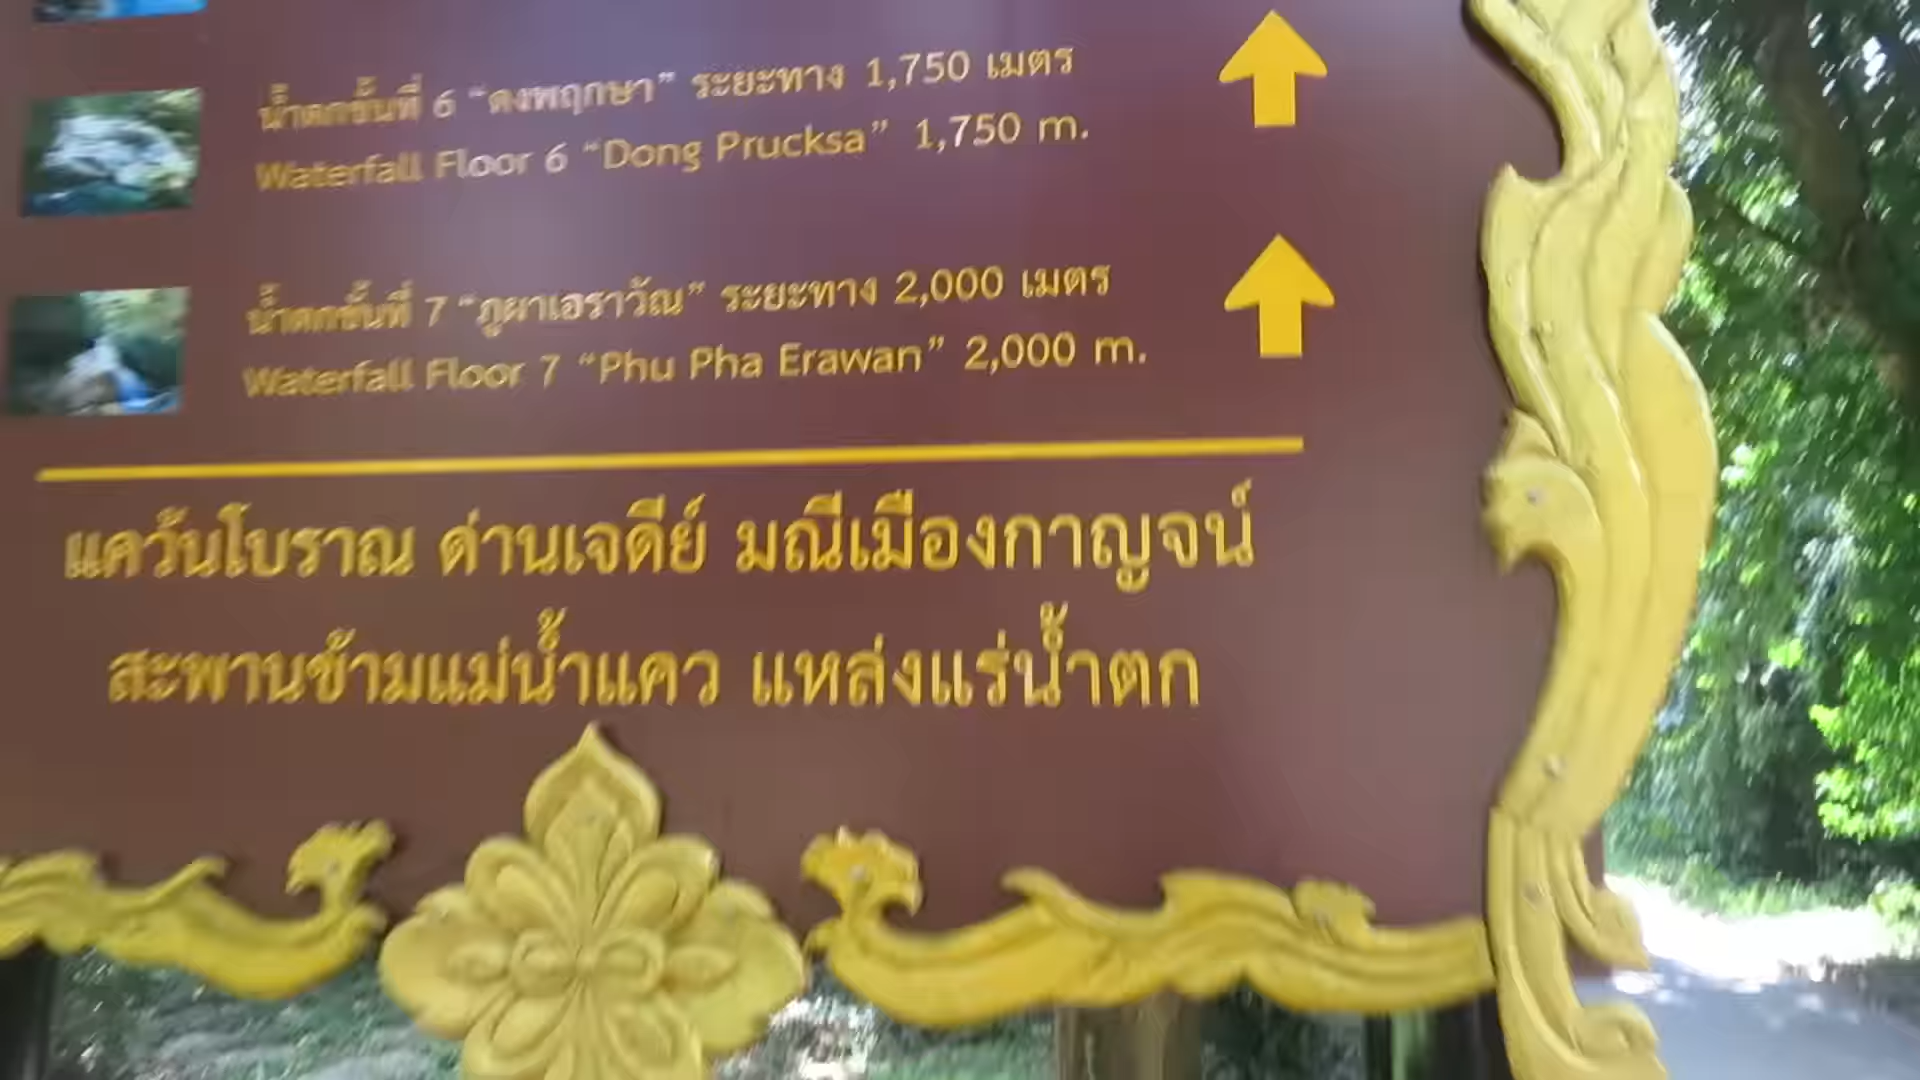 น้ำตกชั้นที่ 6 “ดงพฤกษา” ระยะทาง 1,750 เมตร
Waterfall Floor 6 “Dong Prucksa” 1,750 m.
น้ำตกชั้นที่ 7 “ภูผาเอราวัณ” ระยะทาง 2,000 เมตร
Waterfall Floor 7 “Phu Pha Erawan” 2,000 m.
แคว้นโบราณ ด่านเจดีย์ มณีเมืองกาญจน์
สะพานข้ามแม่น้ำแคว แหล่งแร่น้ำตก